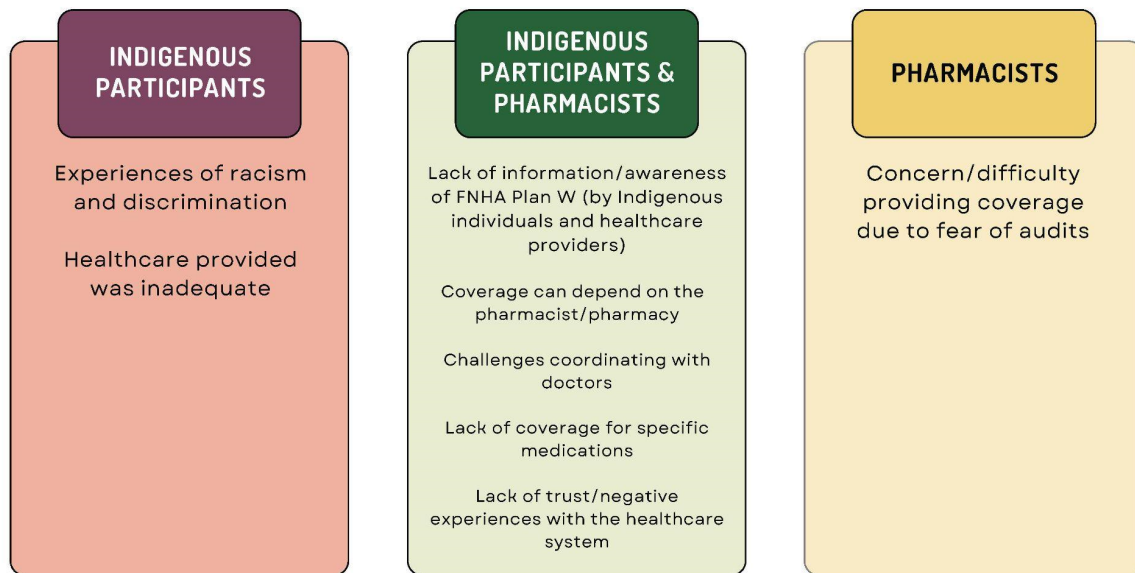 INDIGENOUS
PARTICIPANTS
Experiences of racism
and discrimination
Healthcare provided
was inadequate
INDIGENOUS
PARTICIPANTS &
PHARMACISTS
Lack of information/awareness
of FNHA Plan W (by Indigenous
individuals and healthcare
providers)
Coverage can depend on the
pharmacist/pharmacy
Challenges coordinating with
doctors
Lack of coverage for specific
medications
Lack of trust/negative
experiences with the healthcare
system
PHARMACISTS
Concern/difficulty
providing coverage
due to fear of audits